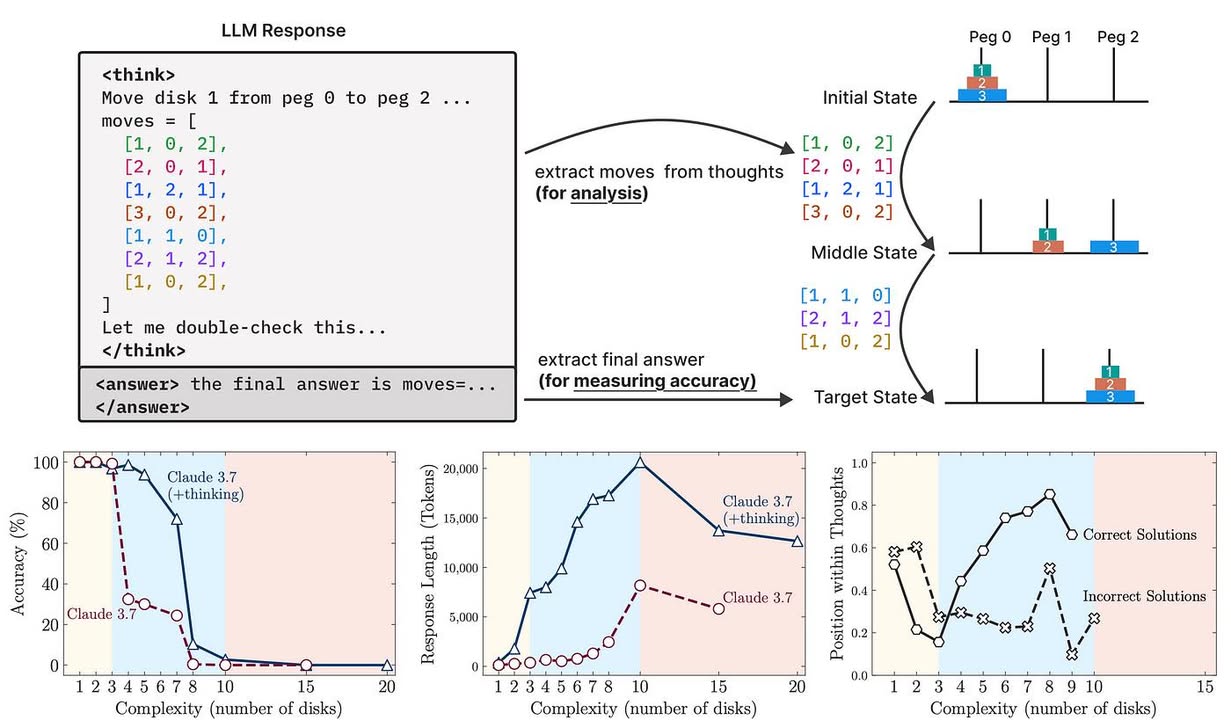 LLM Response
<think>
Move disk 1 from peg 0 to peg 2 ...
moves = [
[1, 0, 2],
[2, 0, 1],
[1, 2, 1],
[3, 0, 2],
[1, 1, 0],
[2, 1, 2],
[1, 0, 2],
]
Let me double-check this...
</think>
<answer> the final answer is moves=...
</answer>
extract moves from thoughts
(for analysis)
extract final answer
(for measuring accuracy)
Peg 0 Peg 1 Peg 2
1
2
3
Initial State
[1, 0, 2]
[2, 0, 1]
[1, 2, 1]
[3, 0, 2]
1
2 3
Middle State
[1, 1, 0]
[2, 1, 2]
[1, 0, 2]
1
2
3
Target State
Accuracy (%)
100
80
60
40
20
0
Claude 3.7
(+thinking)
Claude 3.7
1 2 3 4 5 6 7 8 10 15 20
Complexity (number of disks)
Response Length (Tokens)
20,000
15,000
10,000
5,000
0
Claude 3.7
(+thinking)
Claude 3.7
1 2 3 4 5 6 7 8 10 15 20
Complexity (number of disks)
Position within Thoughts
1.0
0.8
0.6
0.4
0.2
0.0
Correct Solutions
Incorrect Solutions
1 2 3 4 5 6 7 8 9 10 15
Complexity (number of disks)